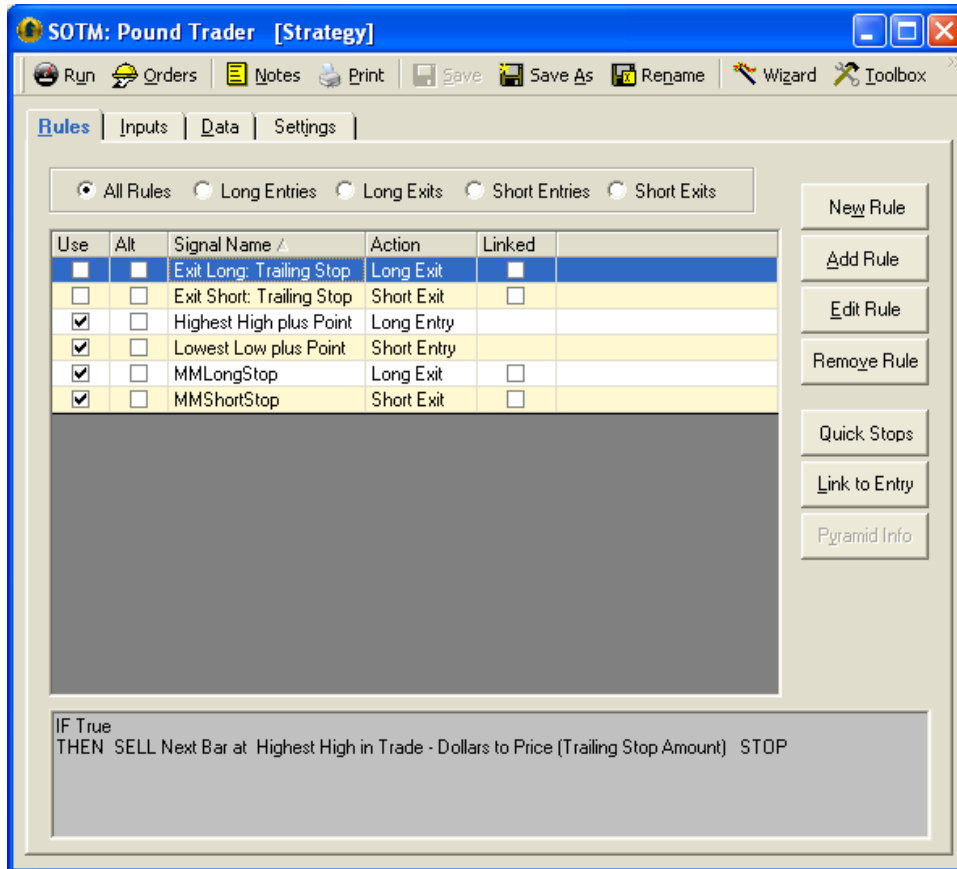 SOTM: Pound Trader [Strategy]
Run Orders Notes Print Save Save As Rename Wizard Toolbox »
Rules Inputs Data Settings
All Rules Long Entries Long Exits Short Entries Short Exits
New Rule
Use Alt Signal Name Action Linked
Add Rule
Exit Long: Trailing Stop Long Exit
Exit Short: Trailing Stop Short Exit
Edit Rule
Highest High plus Point Long Entry
Lowest Low plus Point Short Entry
Remove Rule
MMLongStop Long Exit
MMShortStop Short Exit
Quick Stops
Link to Entry
Pyramid Info
IF True
THEN SELL Next Bar at Highest High in Trade - Dollars to Price (Trailing Stop Amount) STOP